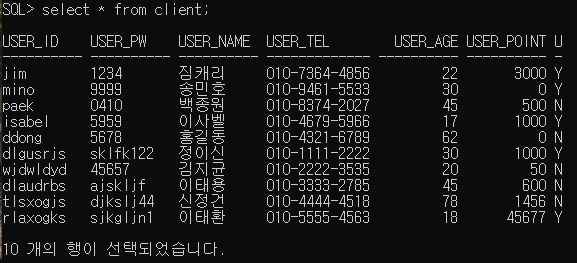 SQL> select * from client;
USER_ID USER_PW USER_NAME USER_TEL USER_AGE USER_POINT U
-------- -------- ---------- ------------- ---------- ---------- -
jim 1234 짐캐리 010-7364-4856 22 3000 Y
mino 9999 송민호 010-9461-5533 30 0 Y
paek 0410 백종원 010-8374-2027 45 500 N
isabel 5959 이사벨 010-4679-5966 17 1000 Y
ddong 5678 홍길동 010-4321-6789 62 0 N
dlgusrjs sklfk122 정이신 010-1111-2222 30 1000 Y
wjdwldyd 45657 김지균 010-2222-3535 20 50 N
dlaudrbs ajskljf 이태용 010-3333-2785 45 600 N
tlsxogjs djkslj44 신정건 010-4444-4518 78 1456 N
rlaxogks sjkgljn1 이태환 010-5555-4563 18 45677 Y
10 개의 행이 선택되었습니다.